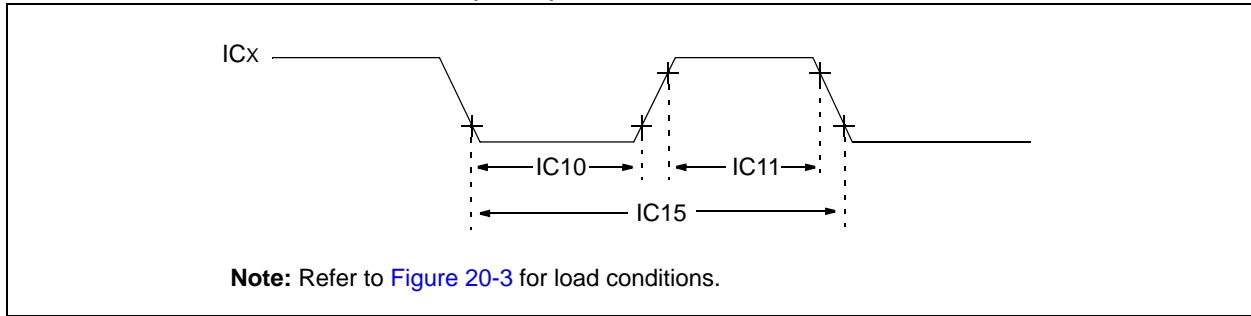 ICX
IC10
IC11
IC15
Note: Refer to Figure 20-3 for load conditions.